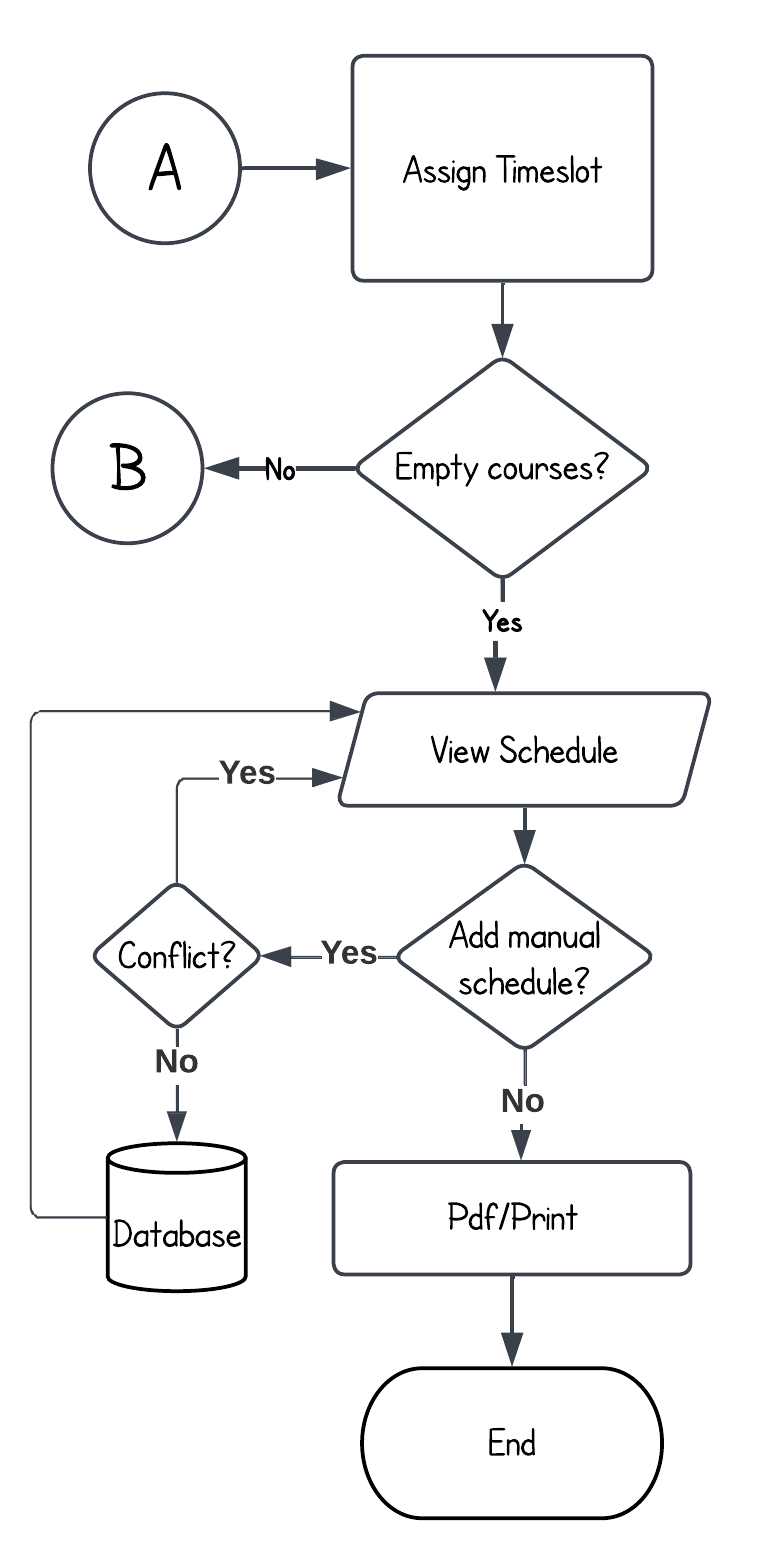 A
Assign Timeslot
B
No
Empty courses?
Yes
View Schedule
Yes
Conflict?
Yes
Add manual
schedule?
No
No
Database
Pdf/Print
End